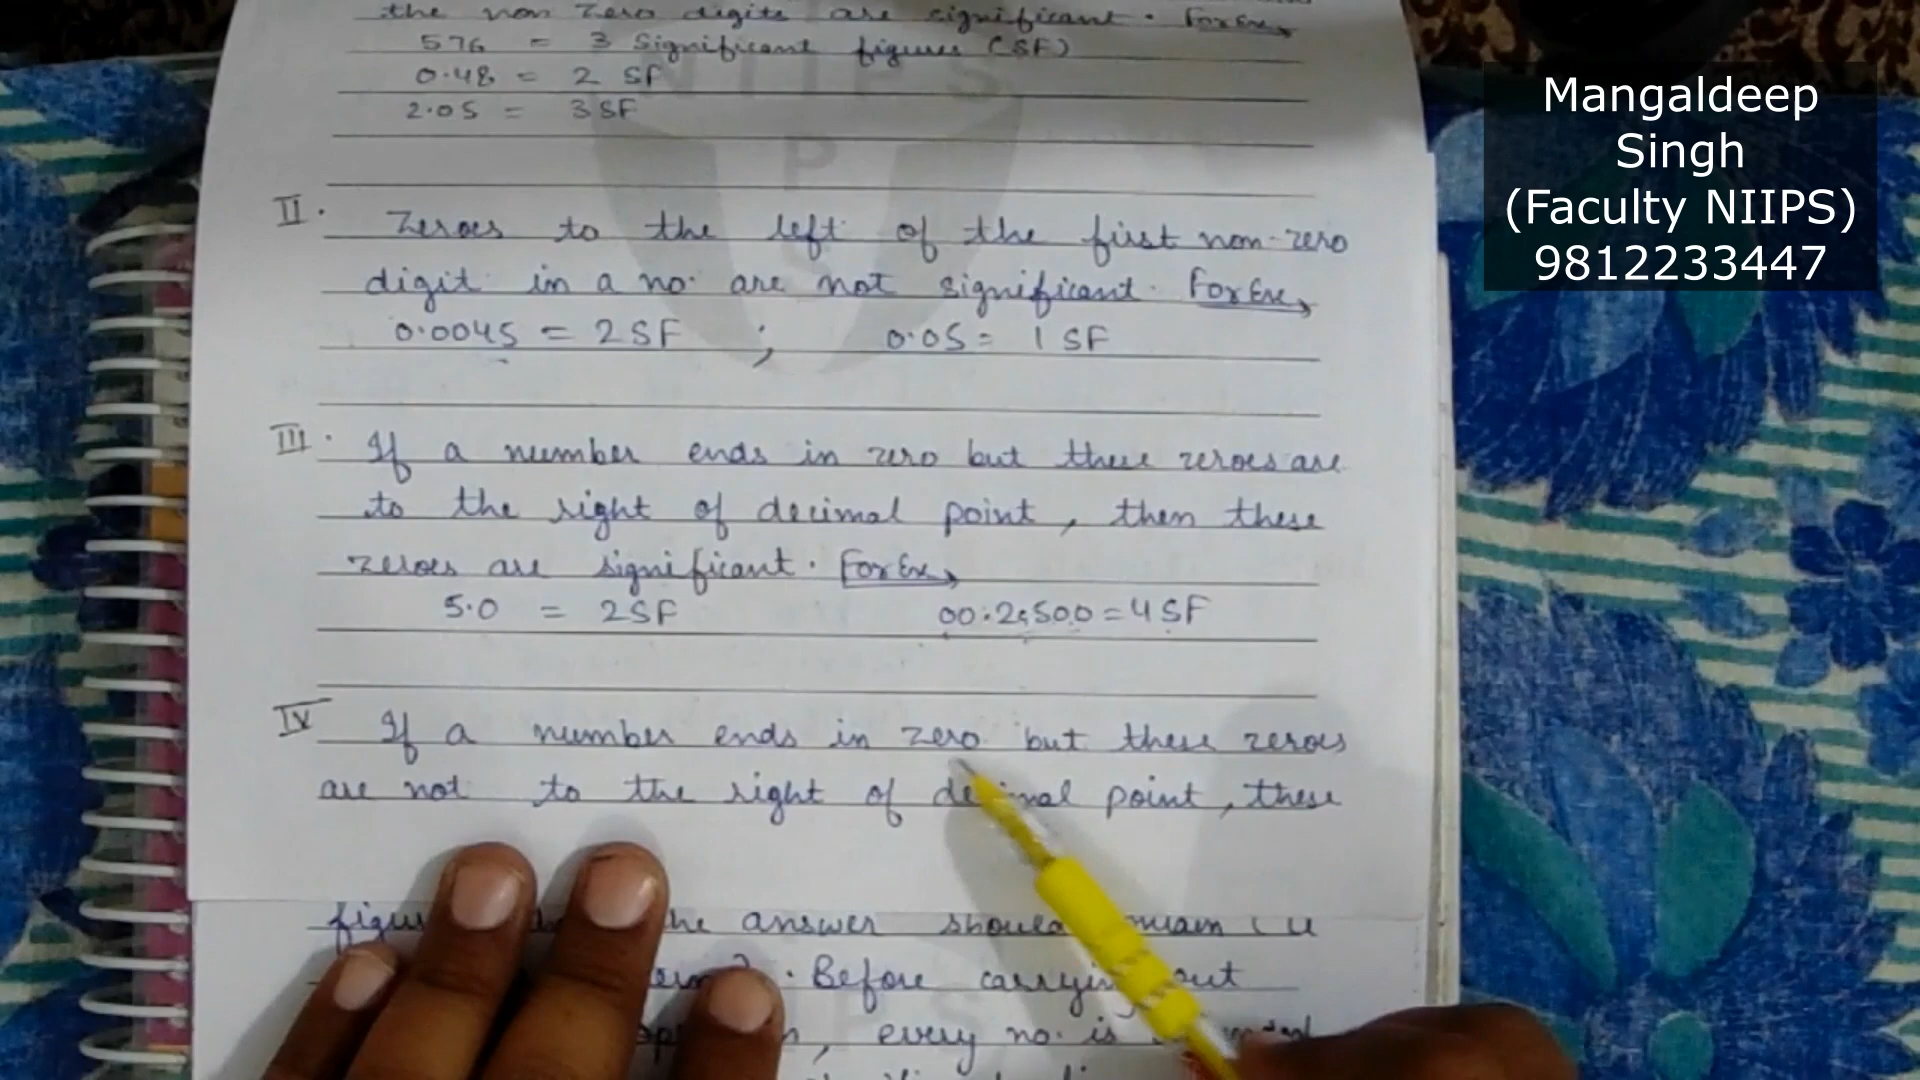 the non zero digits are significant. For Ex,
576 = 3 Significant figures (SF)
0.48 = 2 SF
2.05 = 3 SF
II. Zeroes to the left of the first non-zero
digit in a no. are not significant. For Ex,
0.0045 = 2 SF ; 0.05 = 1 SF
III. If a number ends in zero but these zeroes are
to the right of decimal point, then these
zeroes are significant. For Ex,
5.0 = 2 SF 00.2500 = 4 SF
IV If a number ends in zero but these zeroes
are not to the right of decimal point, these
the answer should
Before carrying out
every no. is
NIIPS
P
S
Mangaldeep
Singh
(Faculty NIIPS)
9812233447